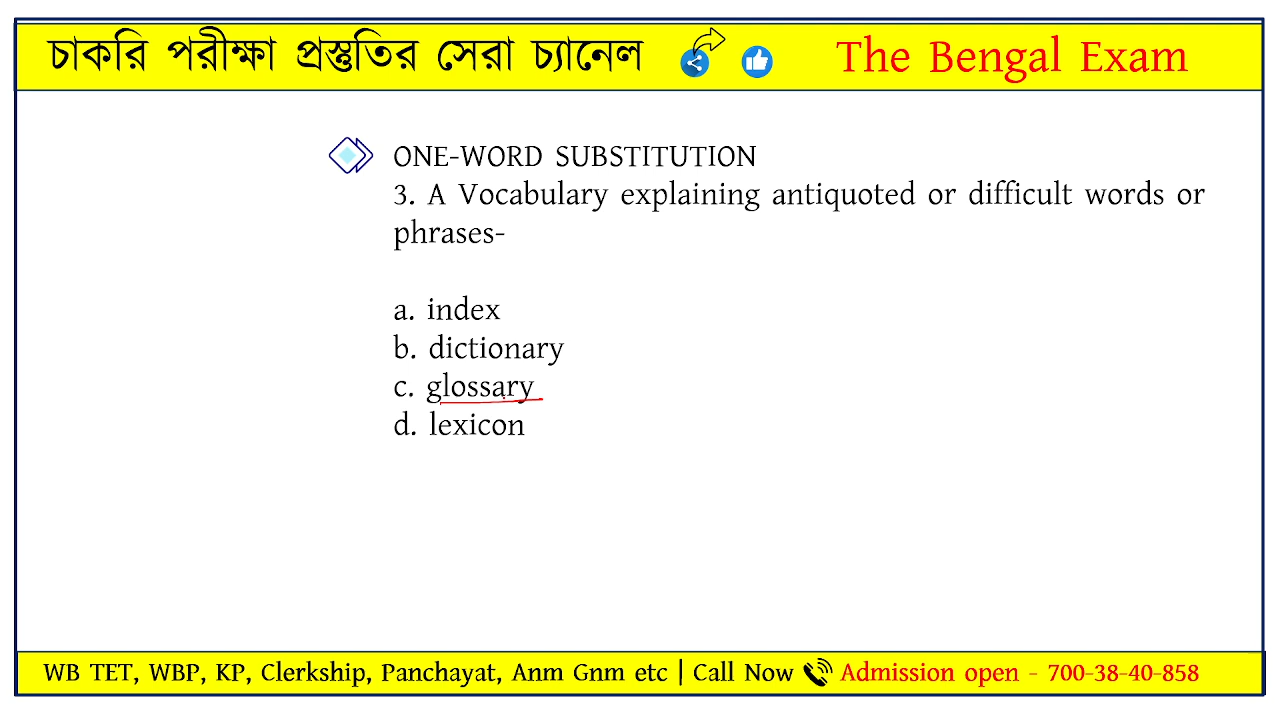 চাকরি পরীক্ষা প্রস্তুতির সেরা চ্যানেল The Bengal Exam
ONE-WORD SUBSTITUTION
3. A Vocabulary explaining antiquoted or difficult words or
phrases-
a. index
b. dictionary
c. glossary
d. lexicon
WB TET, WBP, KP, Clerkship, Panchayat, Anm Gnm etc | Call Now Admission open - 700-38-40-858